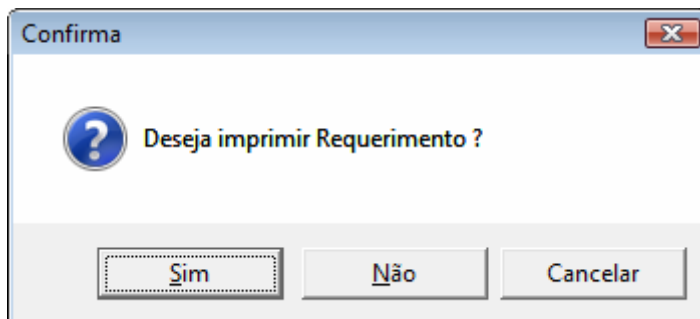 Confirma
Deseja imprimir Requerimento ?
Sim
Não
Cancelar